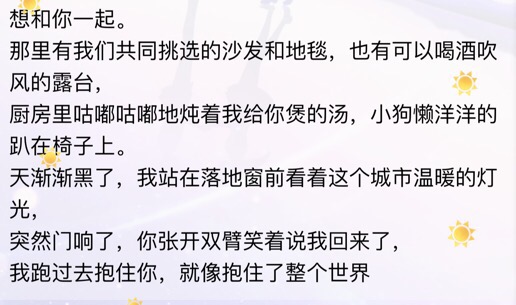 想和你一起。
那里有我们共同挑选的沙发和地毯，也有可以喝酒吹
风的露台，
厨房里咕嘟咕嘟地炖着我给你煲的汤，小狗懒洋洋的
趴在椅子上。
天渐渐黑了，我站在落地窗前看着这个城市温暖的灯
光，
突然门响了，你张开双臂笑着说我回来了，
我跑过去抱住你，就像抱住了整个世界